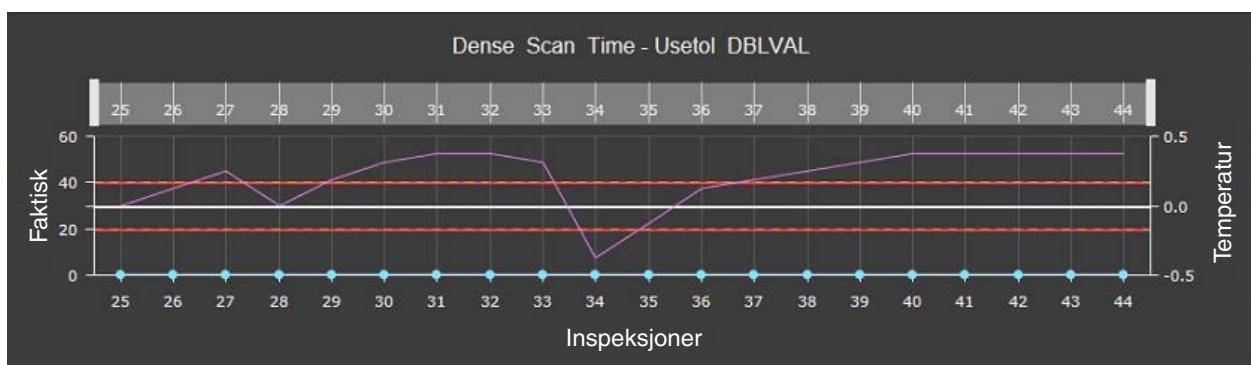 Dense Scan Time - Usetol DBLVAL
25 26 27 28 29 30 31 32 33 34 35 36 37 38 39 40 41 42 43 44
60 0.5
40
0.0
20
0 -0.5
Faktisk
Temperatur
25 26 27 28 29 30 31 32 33 34 35 36 37 38 39 40 41 42 43 44
Inspeksjoner